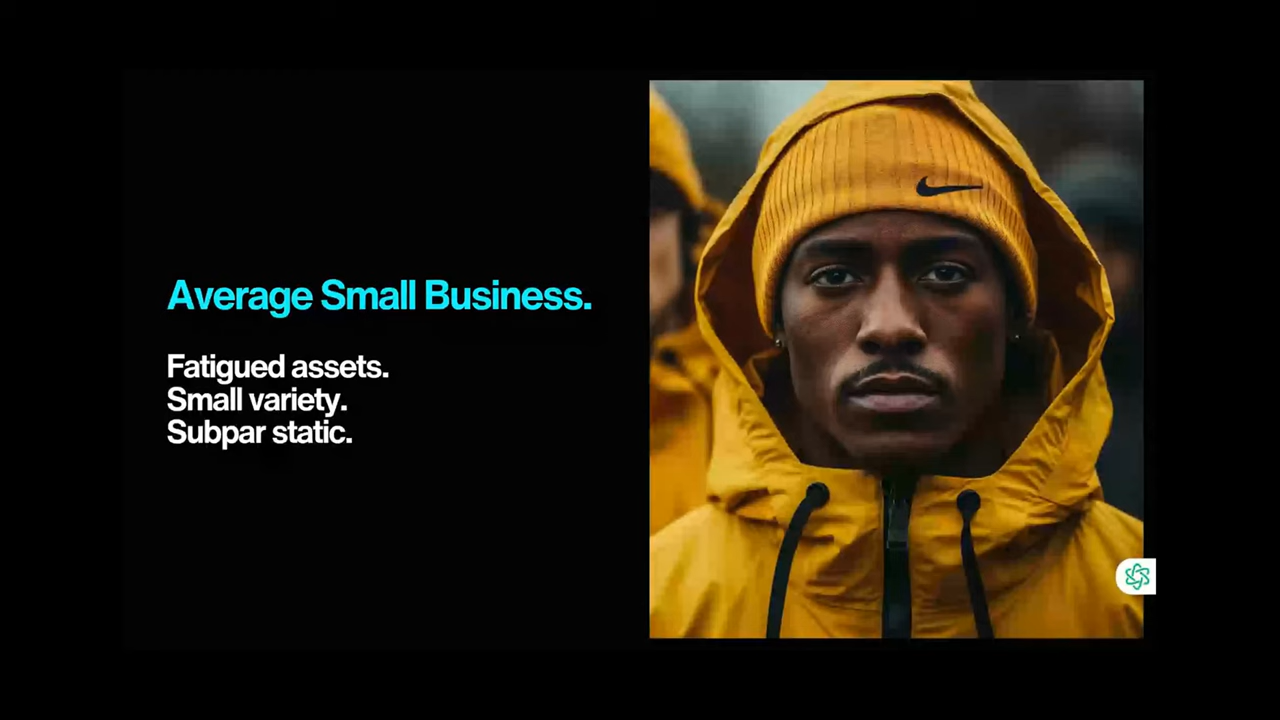 Average Small Business.
Fatigued assets.
Small variety.
Subpar static.